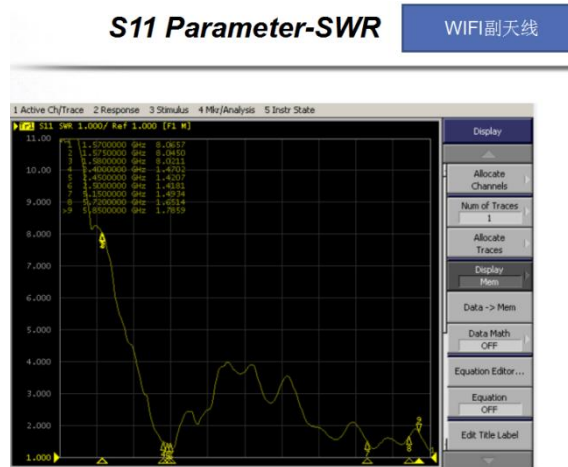 S11 Parameter-SWR
WIFI副天线
1 Active Ch/Trace 2 Response 3 Stimulus 4 Mkr/Analysis 5 Instr State
Tr1 S11 SWR 1.000/ Ref 1.000 [F1 M]
11.00
1 1.5700000 GHz 8.0657
2 1.5750000 GHz 8.0450
3 1.5800000 GHz 8.0211
4 2.4000000 GHz 1.4702
5 2.4500000 GHz 1.4207
6 2.5000000 GHz 1.4181
7 5.1500000 GHz 1.4934
8 5.7200000 GHz 1.6514
>9 5.8500000 GHz 1.7859
10.00
9.000
8.000
7.000
6.000
5.000
4.000
3.000
2.000
1.000
Display
Allocate
Channels
Num of Traces
1
Allocate
Traces
Display
Mem
Data -> Mem
Data Math
OFF
Equation Editor...
Equation
OFF
Edit Title Label